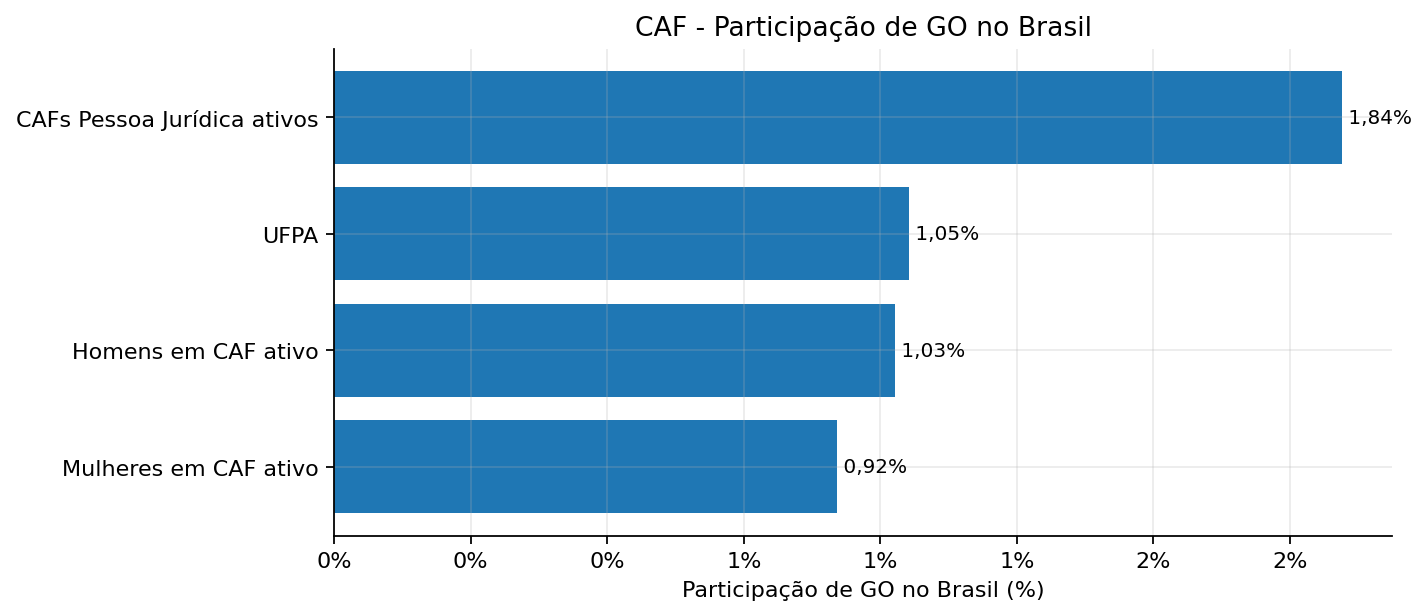 CAF - Participação de GO no Brasil
CAFs Pessoa Jurídica ativos
1,84%
UFPA
1,05%
Homens em CAF ativo
1,03%
Mulheres em CAF ativo
0,92%
0% 0% 0% 1% 1% 1% 2% 2%
Participação de GO no Brasil (%)